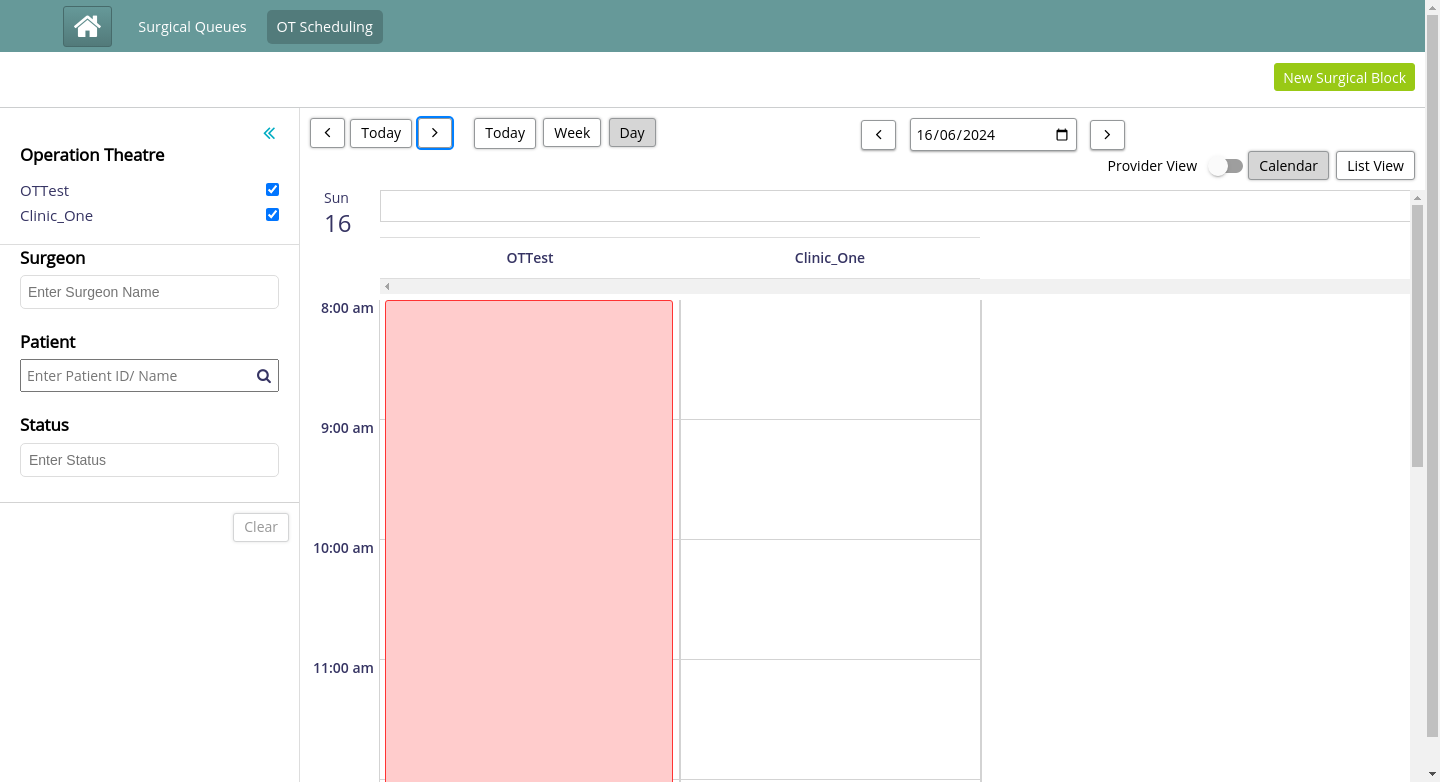 Surgical Queues OT Scheduling
New Surgical Block
Today Today Week Day 16/06/2024
Provider View Calendar List View
Operation Theatre
OTTest
Clinic_One
Surgeon
Enter Surgeon Name
Patient
Enter Patient ID/ Name
Status
Enter Status
Clear
Sun
16
OTTest Clinic_One
8:00 am
9:00 am
10:00 am
11:00 am